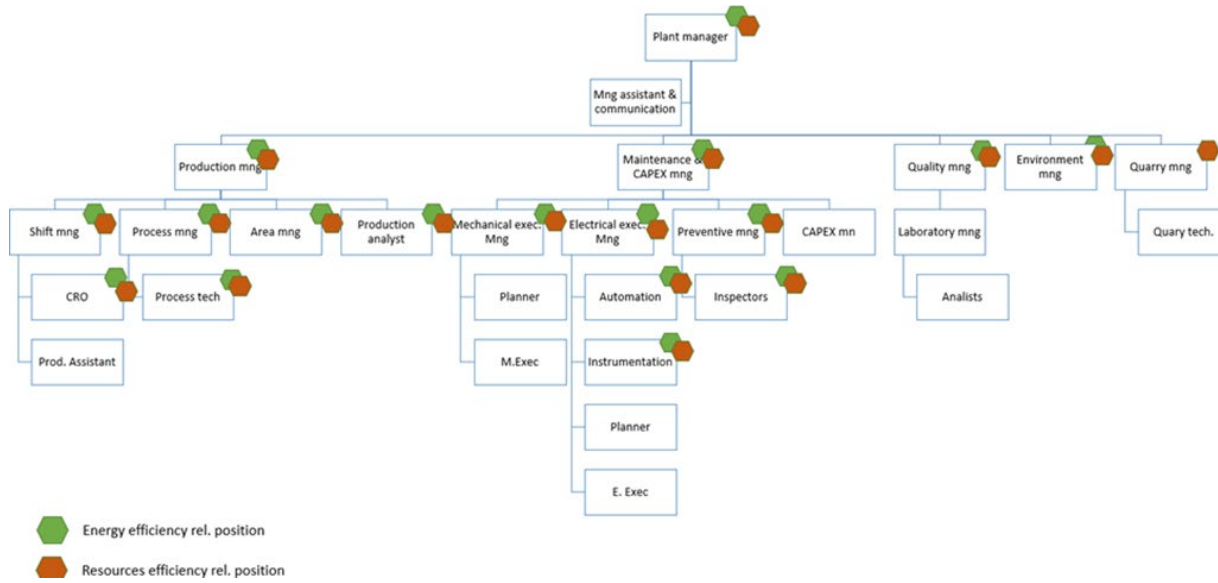 Plant manager
Mng assistant &
communication
Production mng
Maintenance &
CAPEX mng
Quality mng
Environment
mng
Quarry mng
Shift mng
Process mng
Area mng
Production
analyst
Mechanical exec.
Mng
Electrical exec.
Mng
Preventive mng
CAPEX mn
Laboratory mng
Quary tech.
CRO
Process tech
Planner
Automation
Inspectors
Analists
Prod. Assistant
M.Exec
Instrumentation
Planner
E. Exec
Energy efficiency rel. position
Resources efficiency rel. position